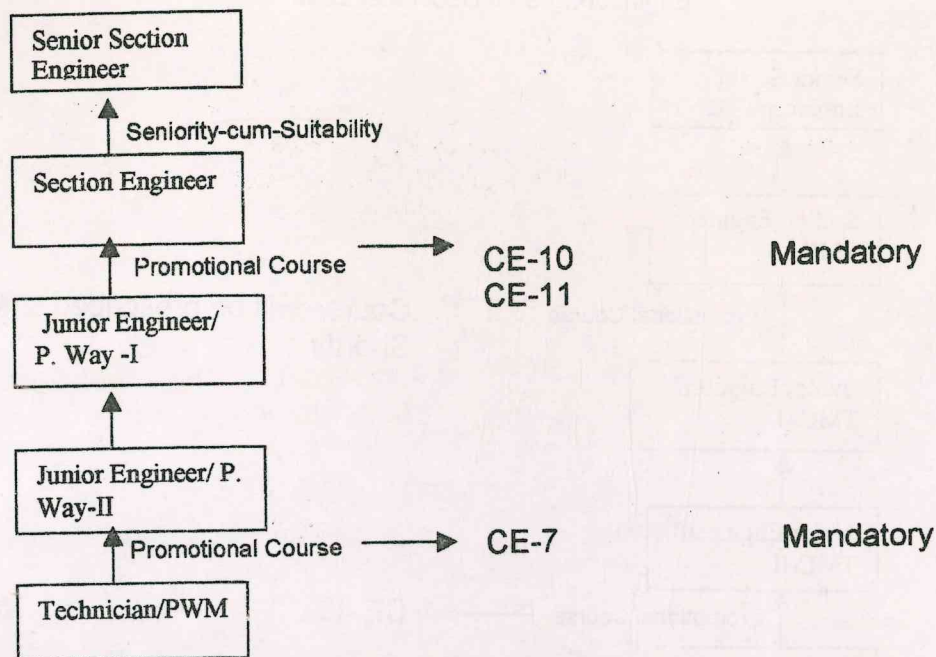 Senior Section
Engineer
Seniority-cum-Suitability
Section Engineer
Promotional Course
CE-10
Mandatory
CE-11
Junior Engineer/
P. Way -I
Junior Engineer/ P.
Way-II
Promotional Course
CE-7
Mandatory
Technician/PWM